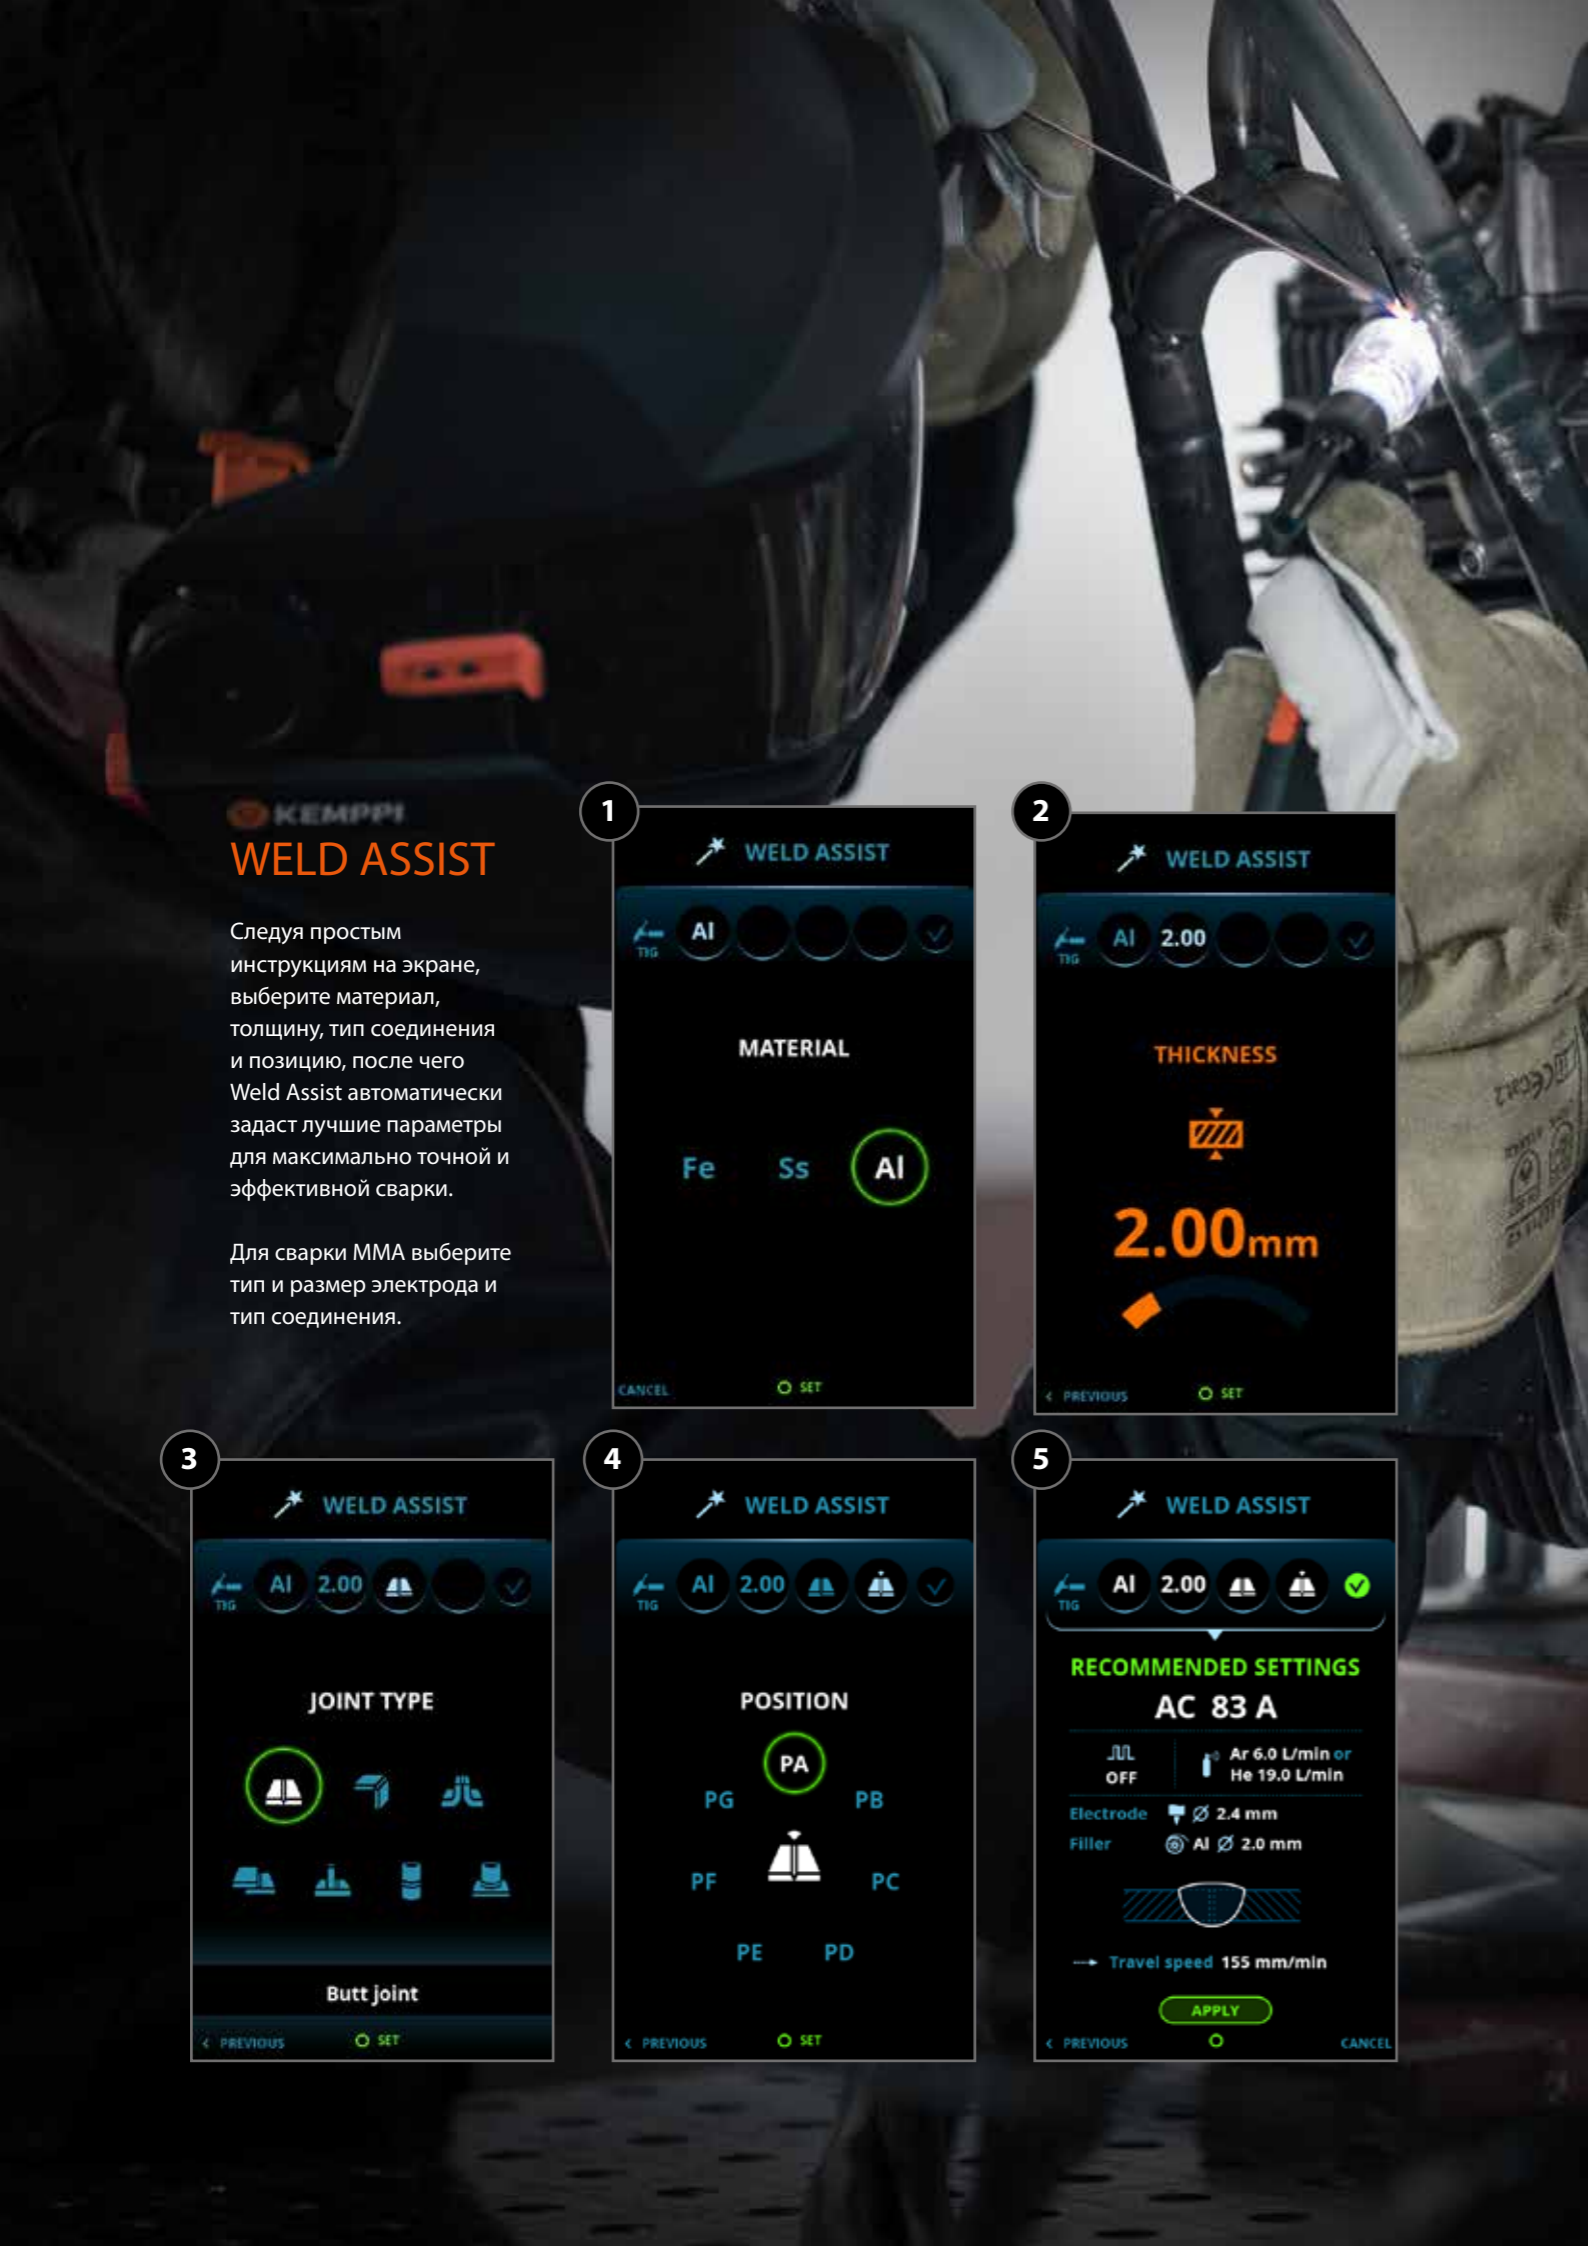 KEMPPI
WELD ASSIST
Следуя простым
инструкциям на экране,
выберите материал,
толщину, тип соединения
и позицию, после чего
Weld Assist автоматически
задаст лучшие параметры
для максимально точной и
эффективной сварки.
Для сварки MMA выберите
тип и размер электрода и
тип соединения.
1
WELD ASSIST
TIG
Al
MATERIAL
Fe Ss Al
CANCEL
SET
2
WELD ASSIST
TIG
Al 2.00
THICKNESS
2.00mm
< PREVIOUS
SET
3
WELD ASSIST
TIG
Al 2.00
JOINT TYPE
Butt joint
< PREVIOUS
SET
4
WELD ASSIST
TIG
Al 2.00
POSITION
PA
PG PB
PF PC
PE PD
< PREVIOUS
SET
5
WELD ASSIST
TIG
Al 2.00
RECOMMENDED SETTINGS
AC 83 A
OFF
Ar 6.0 L/min or
He 19.0 L/min
Electrode Ø 2.4 mm
Filler Al Ø 2.0 mm
Travel speed 155 mm/min
APPLY
< PREVIOUS
CANCEL